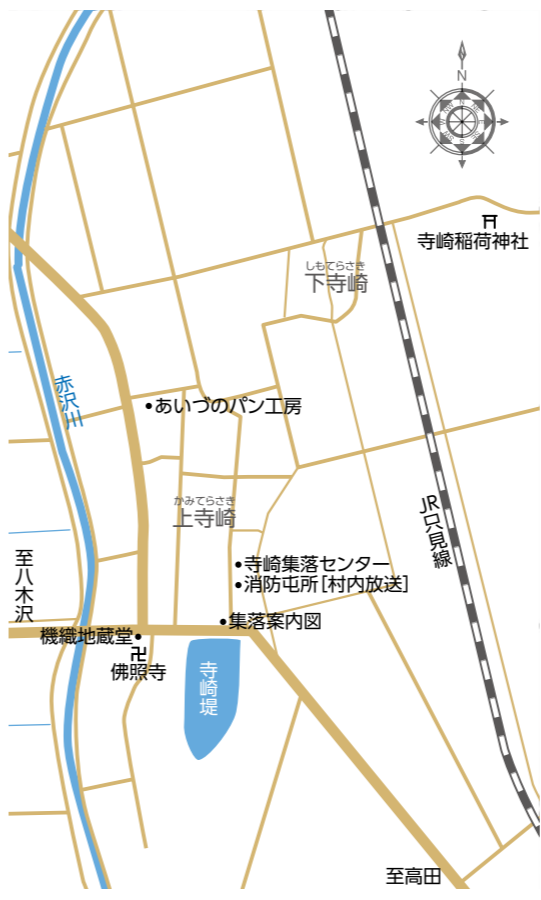 N
寺崎稲荷神社
しもてらさき
下寺崎
赤沢川
•あいづのパン工房
かみてらさき
上寺崎
JR只見線
•寺崎集落センター
•消防屯所[村内放送]
至八木沢
•集落案内図
機織地蔵堂•
卍
佛照寺
寺崎堤
至高田